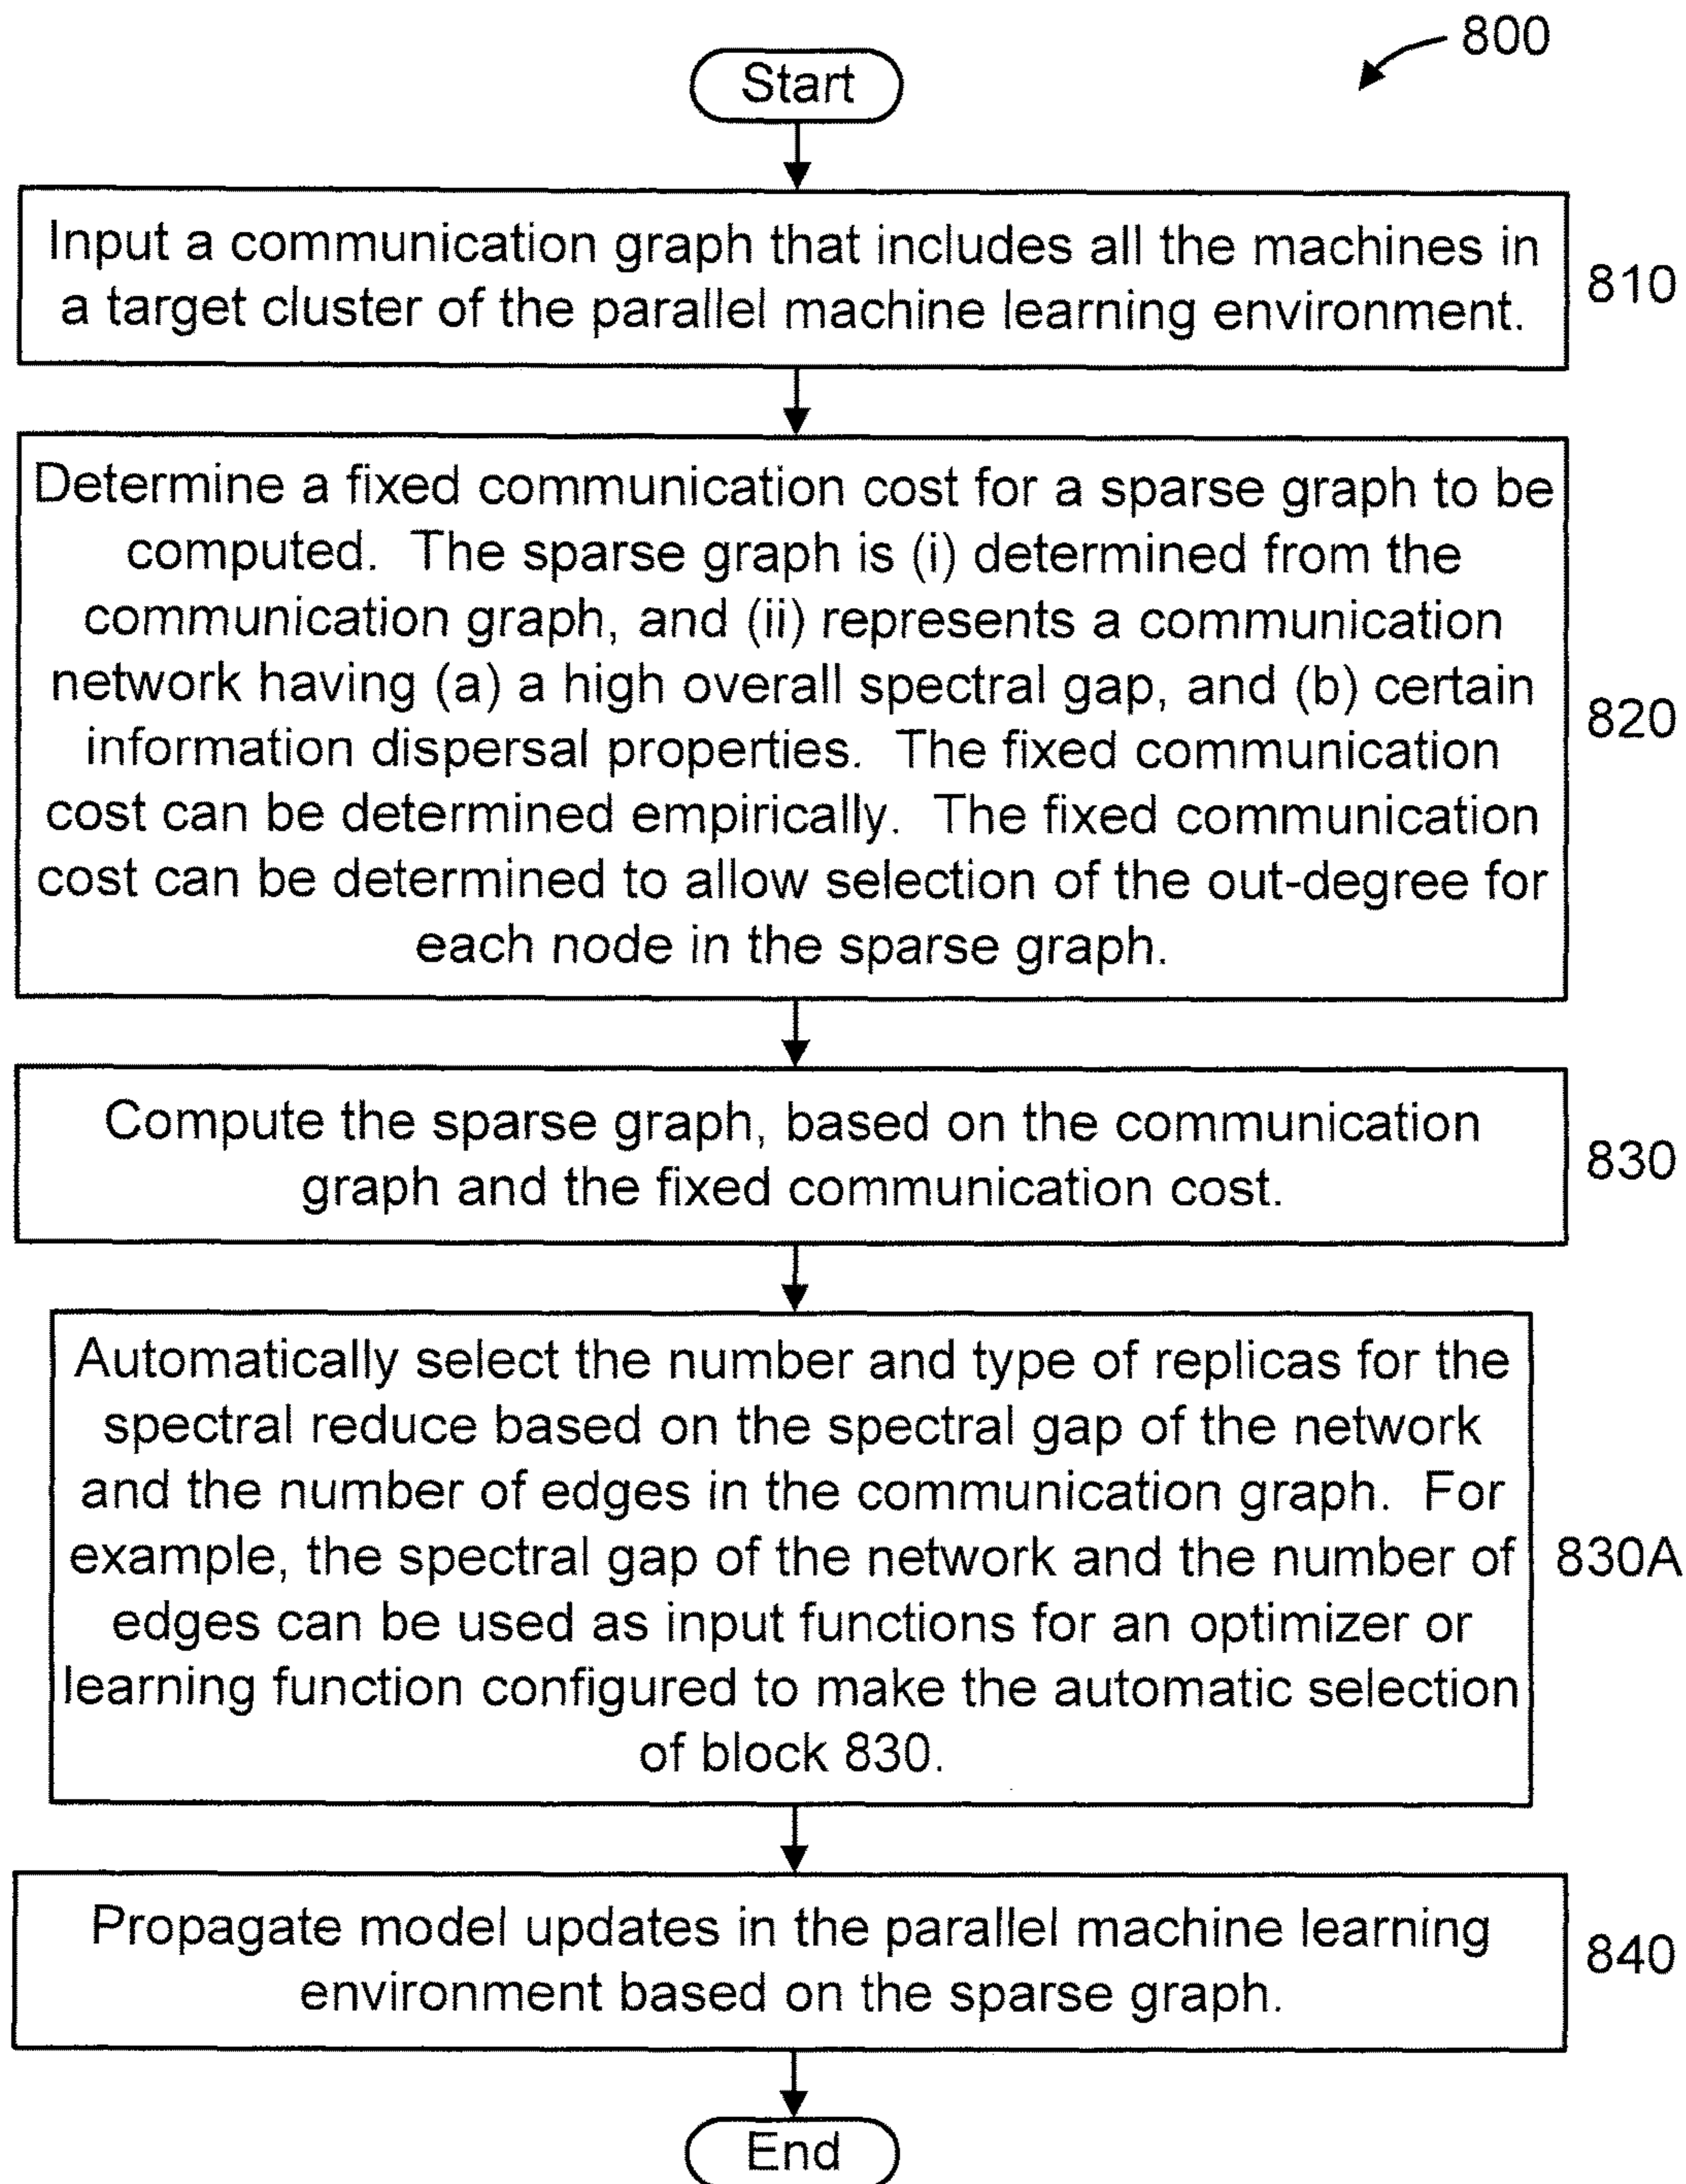 800
Start
Input a communication graph that includes all the machines in
a target cluster of the parallel machine learning environment.
810
Determine a fixed communication cost for a sparse graph to be
computed.  The sparse graph is (i) determined from the
communication graph, and (ii) represents a communication
network having (a) a high overall spectral gap, and (b) certain
information dispersal properties.  The fixed communication
cost can be determined empirically.  The fixed communication
cost can be determined to allow selection of the out-degree for
each node in the sparse graph.
820
Compute the sparse graph, based on the communication
graph and the fixed communication cost.
830
Automatically select the number and type of replicas for the
spectral reduce based on the spectral gap of the network
and the number of edges in the communication graph.  For
example, the spectral gap of the network and the number of
edges can be used as input functions for an optimizer or
learning function configured to make the automatic selection
of block 830.
830A
Propagate model updates in the parallel machine learning
environment based on the sparse graph.
840
End